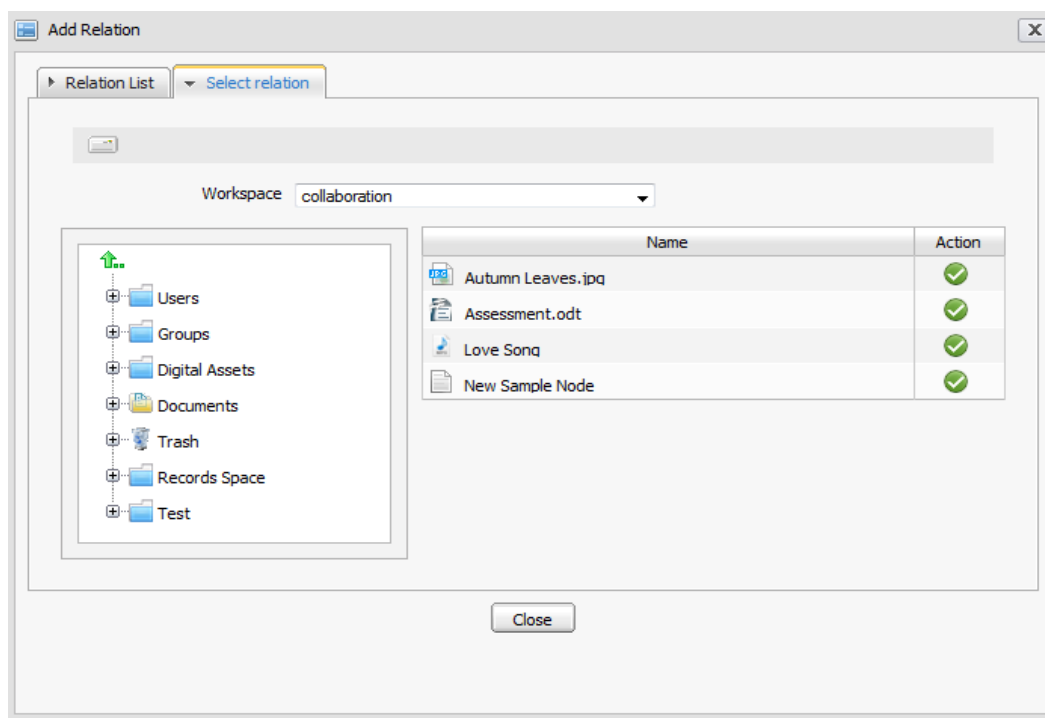 Add Relation
X
Relation List
Select relation
Workspace collaboration
Name Action
JPG Autumn Leaves.jpg
Assessment.odt
Love Song
New Sample Node
Users
Groups
Digital Assets
Documents
Trash
Records Space
Test
Close